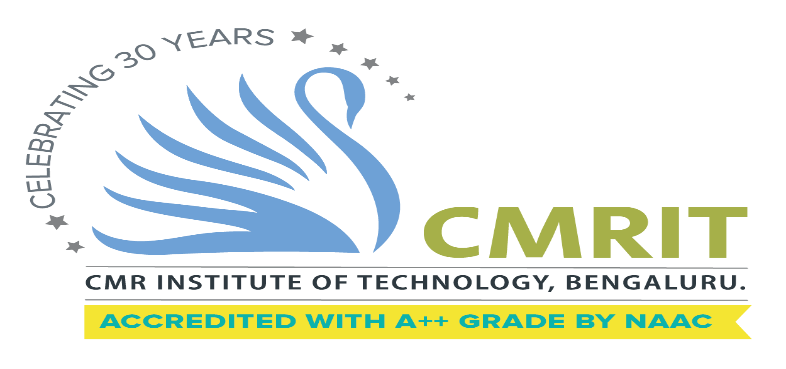 CELEBRATING 30 YEARS
CMRIT
CMR INSTITUTE OF TECHNOLOGY, BENGALURU.
ACCREDITED WITH A++ GRADE BY NAAC